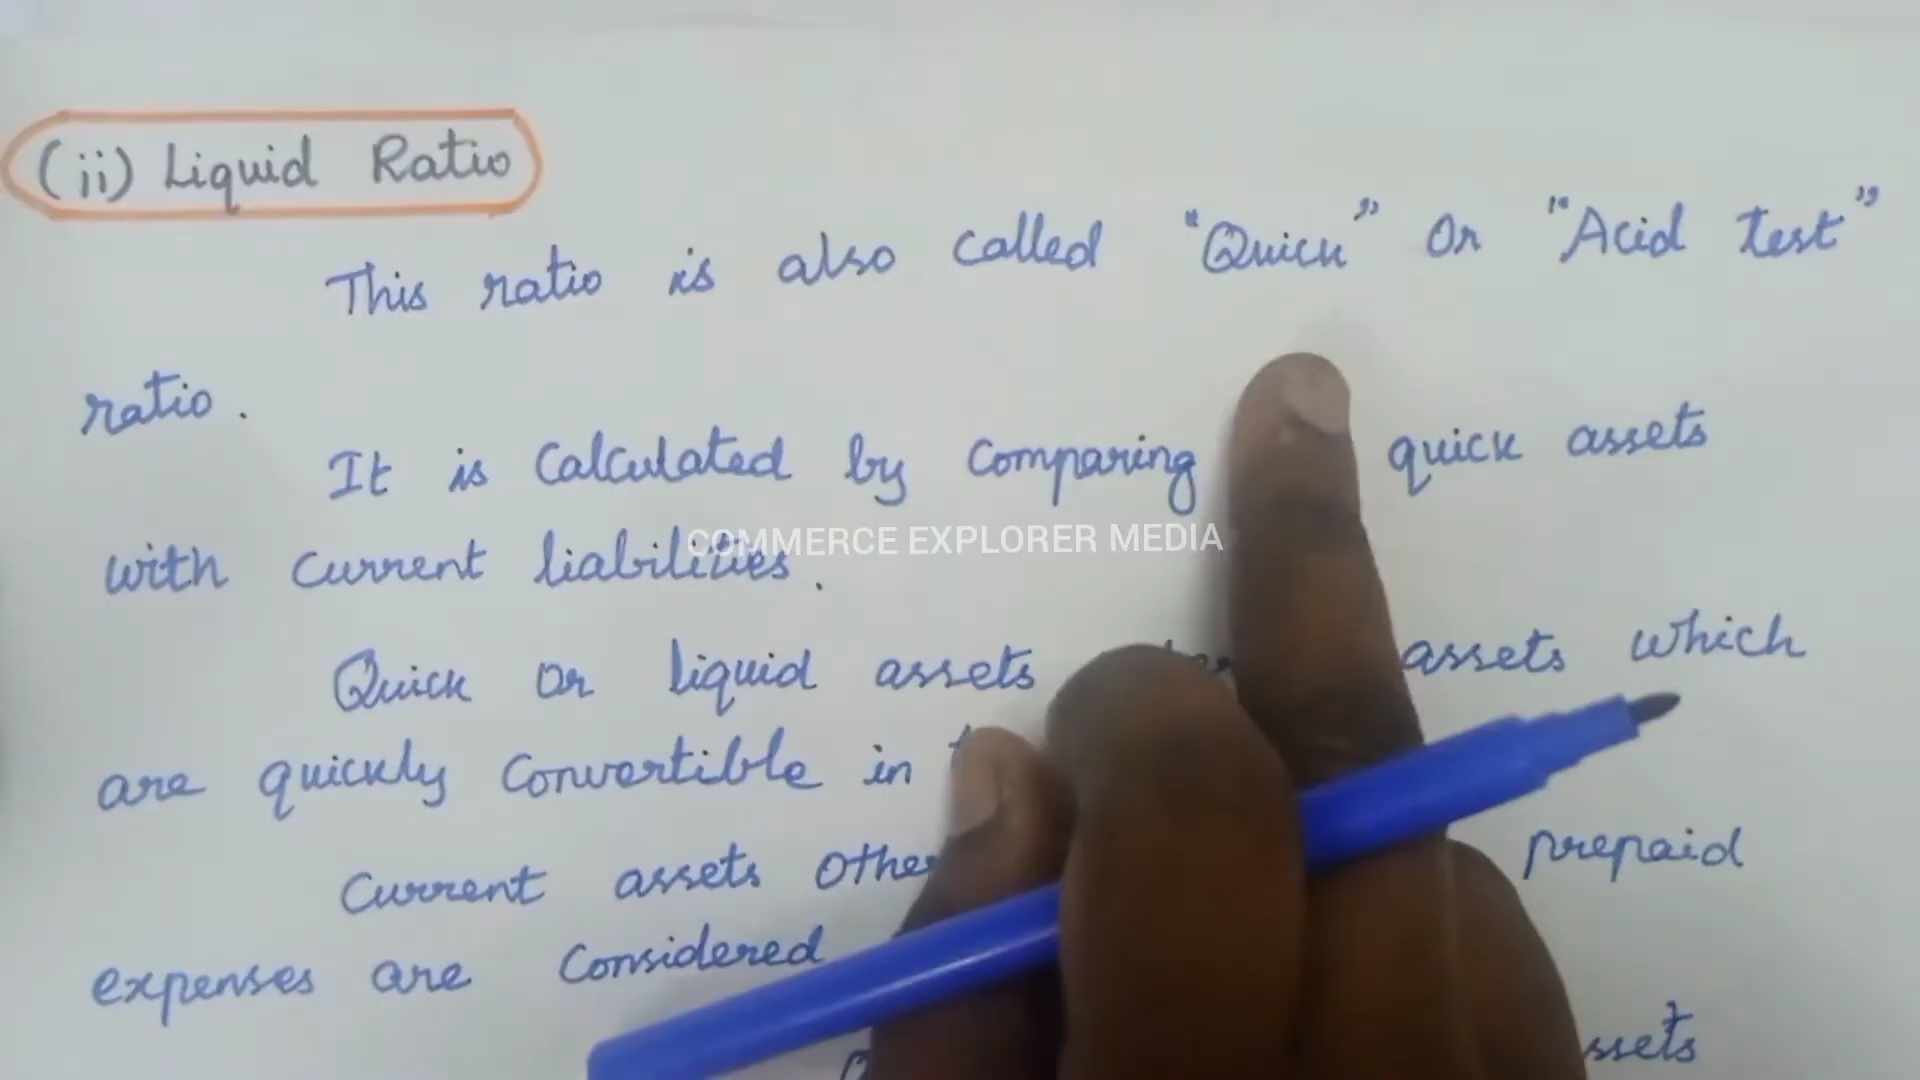 (ii) Liquid Ratio
This ratio is also called "Quick" Or "Acid test"
ratio.
It is Calculated by Comparing quick assets
with Current liabilities.
COMMERCE EXPLORER MEDIA
Quick Or liquid assets assets which
are quickly Convertible in
Current assets Other prepaid
expenses are Considered